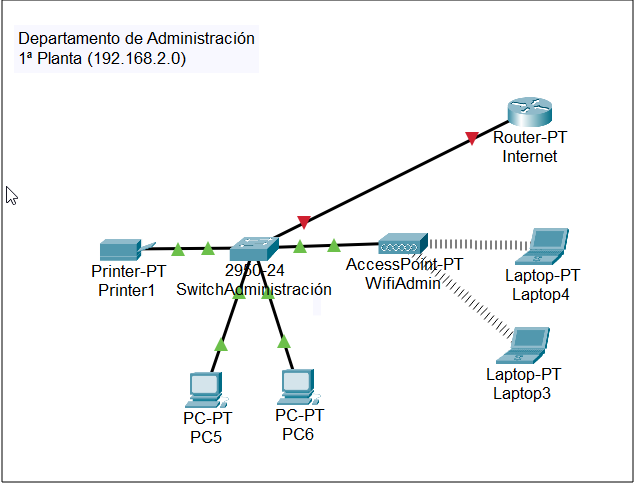 Departamento de Administración
1ª Planta (192.168.2.0)
Router-PT
Internet
Printer-PT
Printer1
2950-24
SwitchAdministración
AccessPoint-PT
WifiAdmin
Laptop-PT
Laptop4
Laptop-PT
Laptop3
PC-PT
PC5
PC-PT
PC6